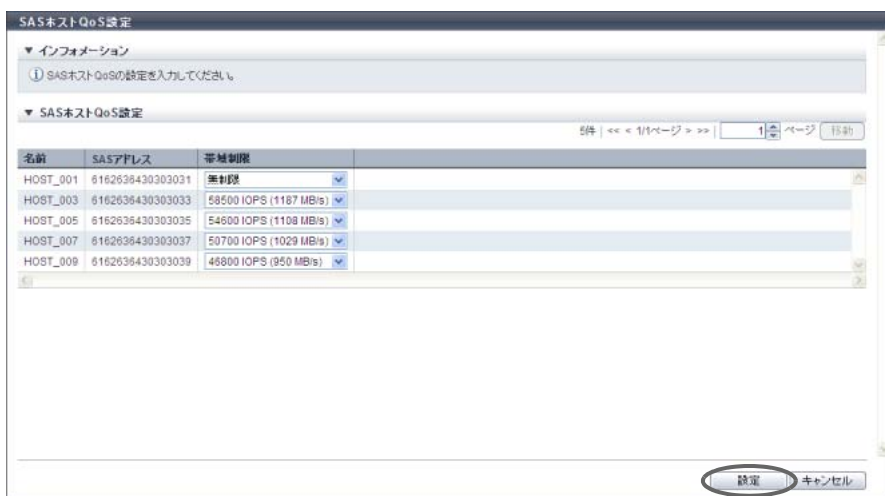 SASホストQoS設定
▼ インフォメーション
SASホストQoSの設定を入力してください。
▼ SASホストQoS設定
5件 | << < 1/1ページ > >> | 1 ページ 移動
名前 SASアドレス 帯域制限
HOST_001 6162636430303031 無制限
HOST_003 6162636430303033 58500 IOPS (1187 MB/s)
HOST_005 6162636430303035 54600 IOPS (1108 MB/s)
HOST_007 6162636430303037 50700 IOPS (1029 MB/s)
HOST_009 6162636430303039 46800 IOPS (950 MB/s)
設定 キャンセル